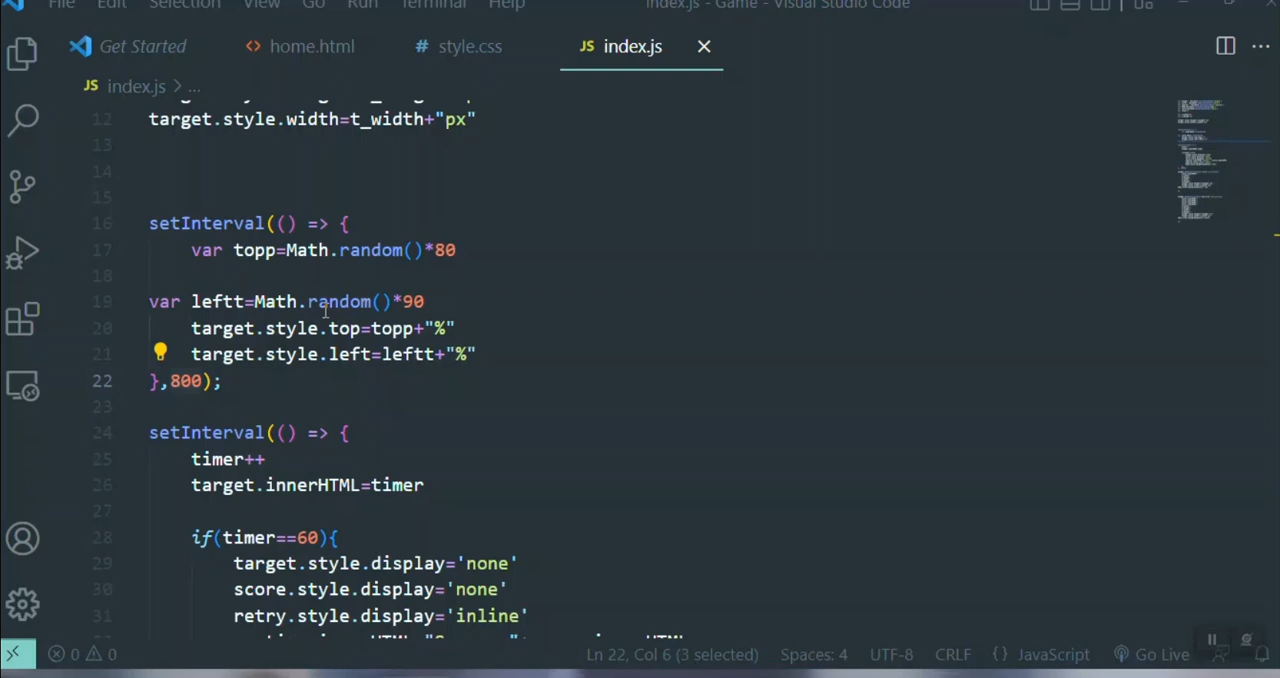 File Edit Selection View Go Run Terminal Help index.js - Game - Visual Studio Code
Get Started <> home.html # style.css JS index.js ×
JS index.js > ...
12 target.style.width=t_width+"px"
13
14
15
16 setInterval(() => {
17 var topp=Math.random()*80
18
19 var leftt=Math.random()*90
20 target.style.top=topp+"%"
21 target.style.left=leftt+"%"
22 },800);
23
24 setInterval(() => {
25 timer++
26 target.innerHTML=timer
27
28 if(timer==60){
29 target.style.display='none'
30 score.style.display='none'
31 retry.style.display='inline'
0 0 Ln 22, Col 6 (3 selected) Spaces: 4 UTF-8 CRLF {} JavaScript Go Live